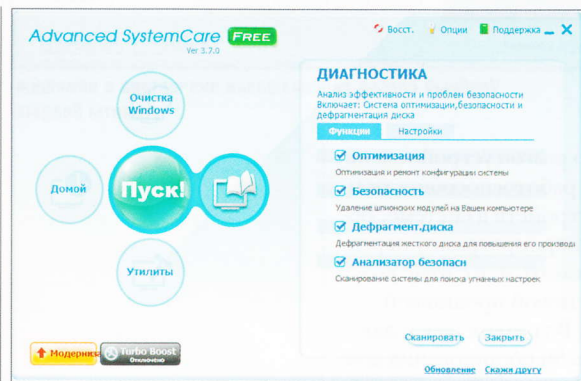 Advanced SystemCare FREE
Ver 3.7.0
Восст. Опции Поддержка
Очистка
Windows
Домой
Пуск!
Утилиты
Модерниз
Turbo Boost
Отключено
ДИАГНОСТИКА
Анализ эффективности и проблем безопасности
Включает: Система оптимизации,безопасности и
дефрагментация диска
Функции Настройки
Оптимизация
Оптимизация и ремонт конфигурации системы
Безопасность
Удаление шпионских модулей на Вашем компьютере
Дефрагмент.диска
Дефрагментация жесткого диска для повышения его производи
Анализатор безопасн
Сканирование системы для поиска угнанных настроек
Сканировать Закрыть
Обновление Скажи другу